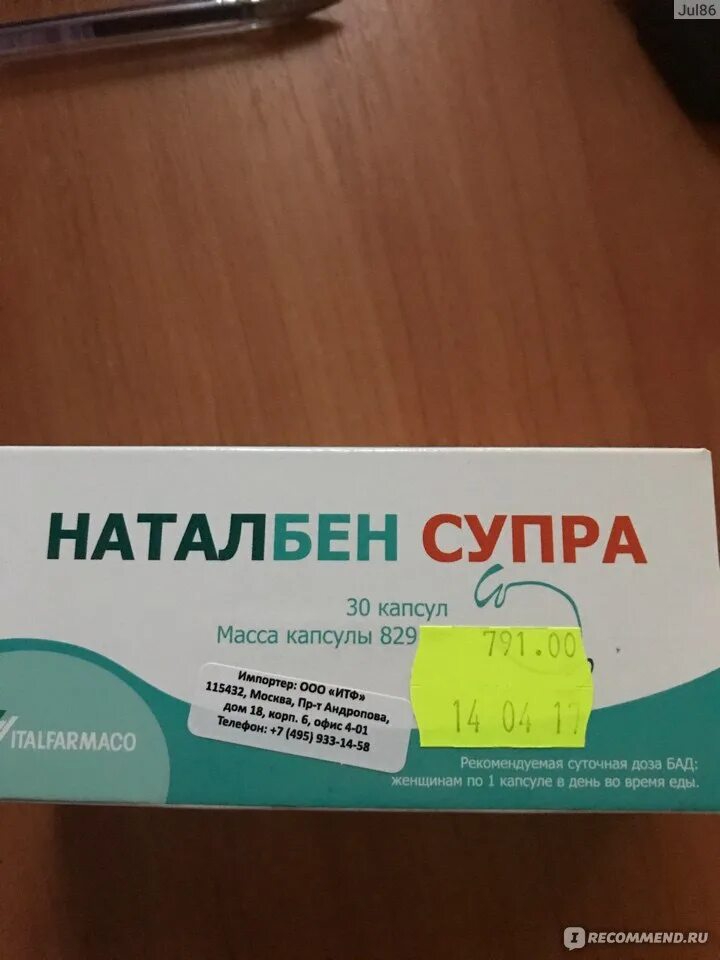 Jul86
НАТАЛБЕН СУПРА
30 капсул
Масса капсулы 829
791.00
14 04 17
Импортер: ООО «ИТФ»
115432, Москва, Пр-т Андропова,
дом 18, корп. 6, офис 4-01
Телефон: +7 (495) 933-14-58
ITALFARMACO
Рекомендуемая суточная доза БАД:
женщинам по 1 капсуле в день во время еды.
IRECOMMEND.RU